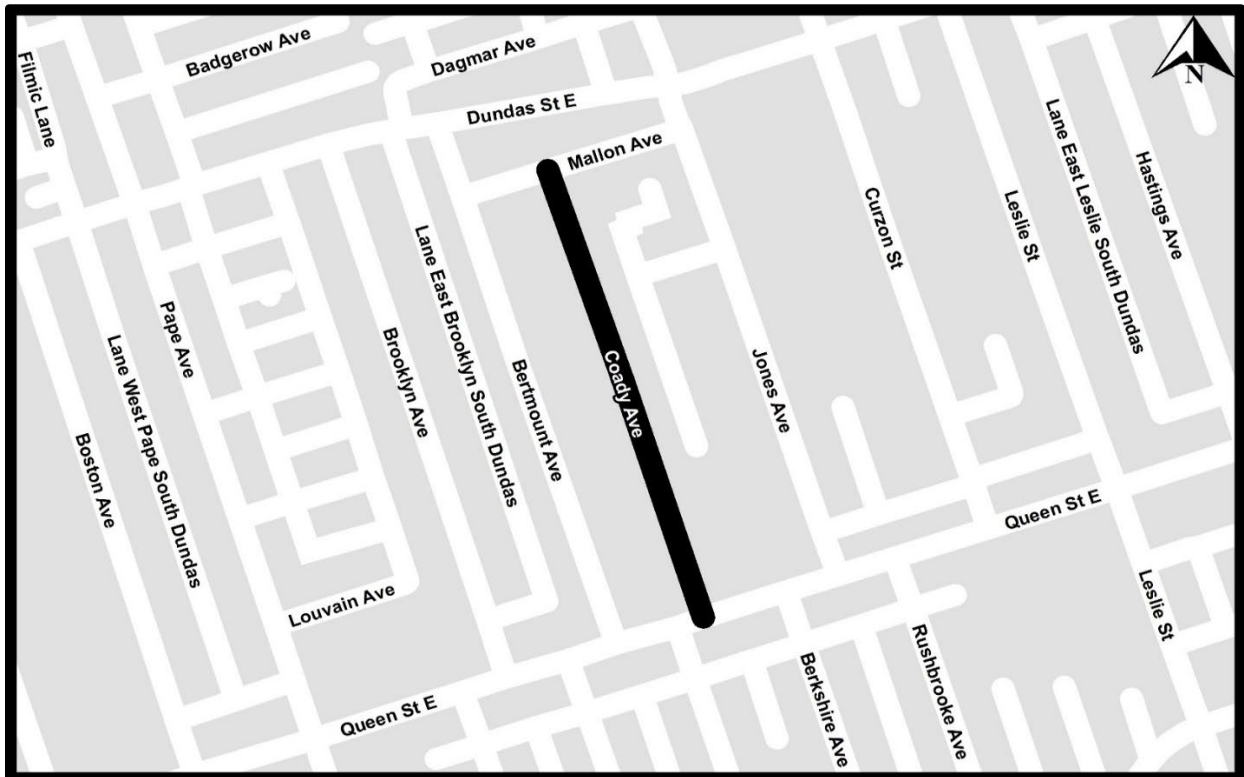 Filmic Lane
Badgerow Ave
Dagmar Ave
N
Dundas St E
Mallon Ave
Lane East Leslie South Dundas
Hastings Ave
Curzon St
Leslie St
Lane East Brooklyn South Dundas
Pape Ave
Lane West Pape South Dundas
Brooklyn Ave
Bertmount Ave
Coady Ave
Jones Ave
Boston Ave
Queen St E
Louvain Ave
Leslie St
Rushbrooke Ave
Berkshire Ave
Queen St E